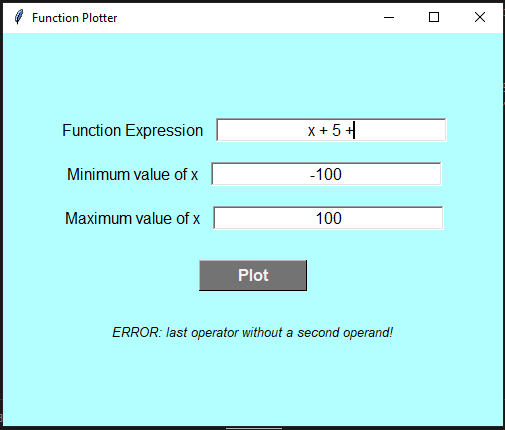 Function Plotter
Function Expression x + 5 +
Minimum value of x -100
Maximum value of x 100
Plot
ERROR: last operator without a second operand!